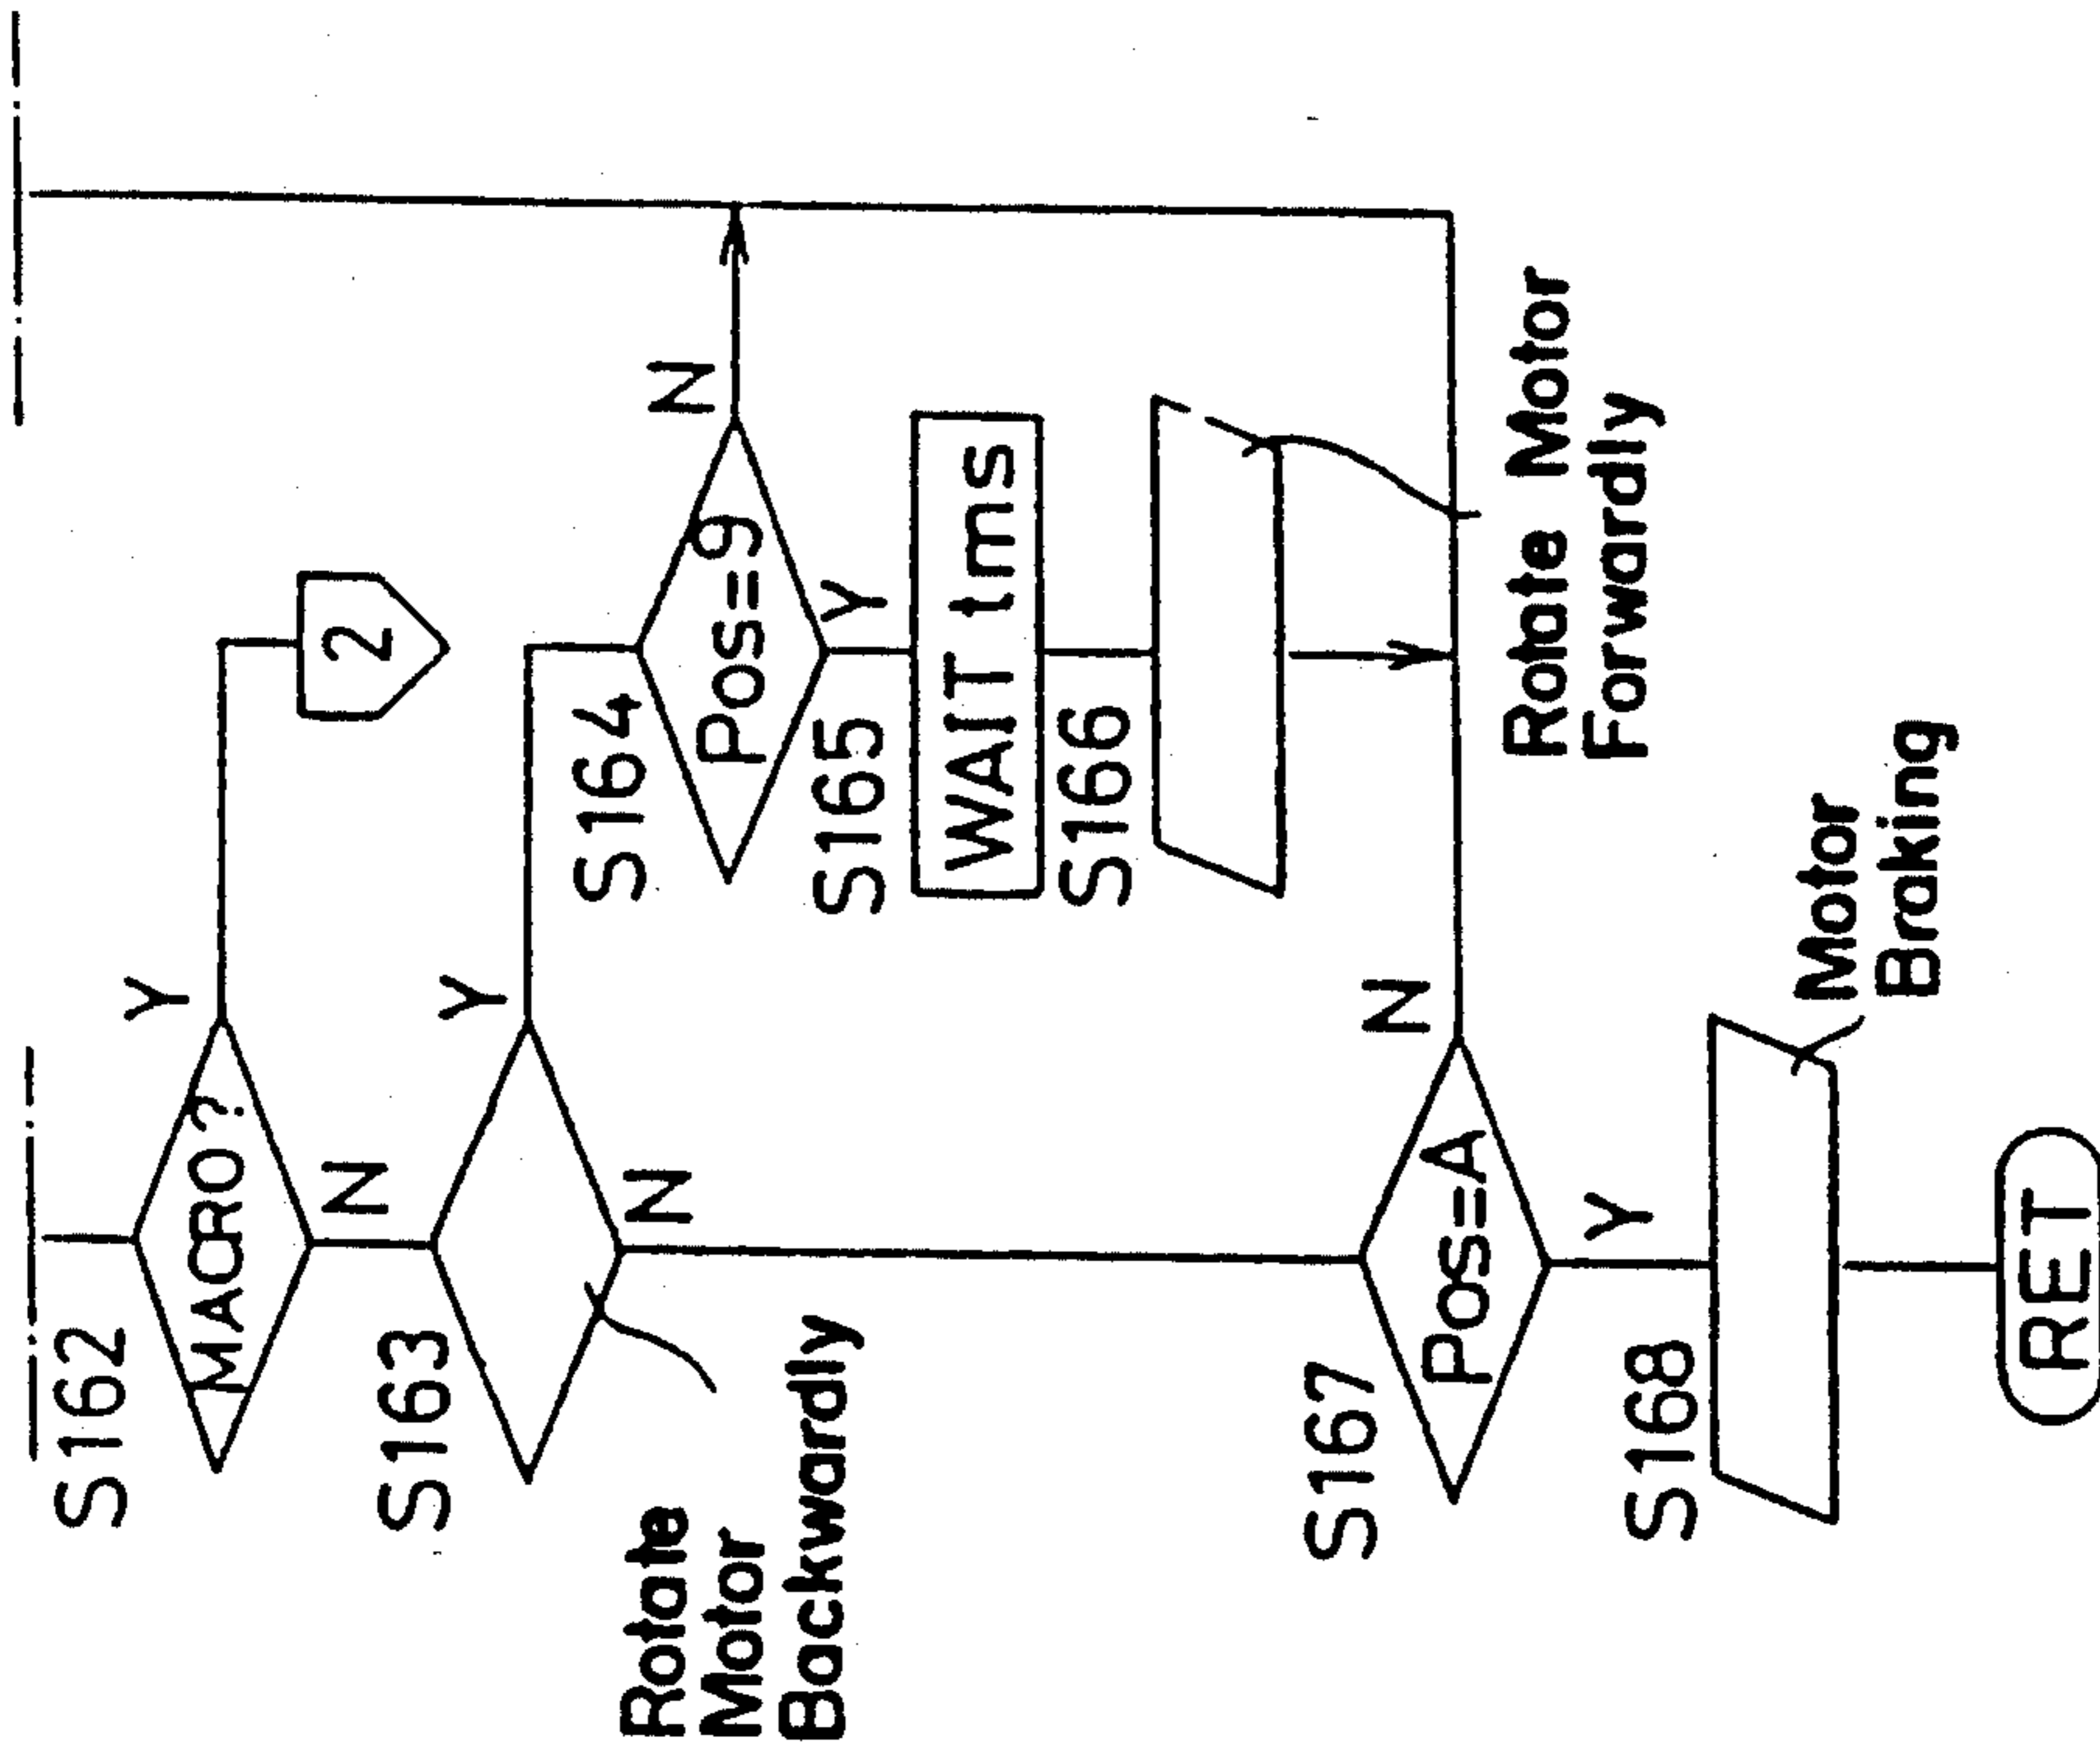 S162
MACRO?
Y
N
2
S163
Y
N
Rotate
Motor
Backwardly
S164
Pos=9
N
Y
S165
WAIT tms
S166
Rotate Motor
Forwardly
S167
Pos=A
N
Y
S168
Motor
Braking
RET